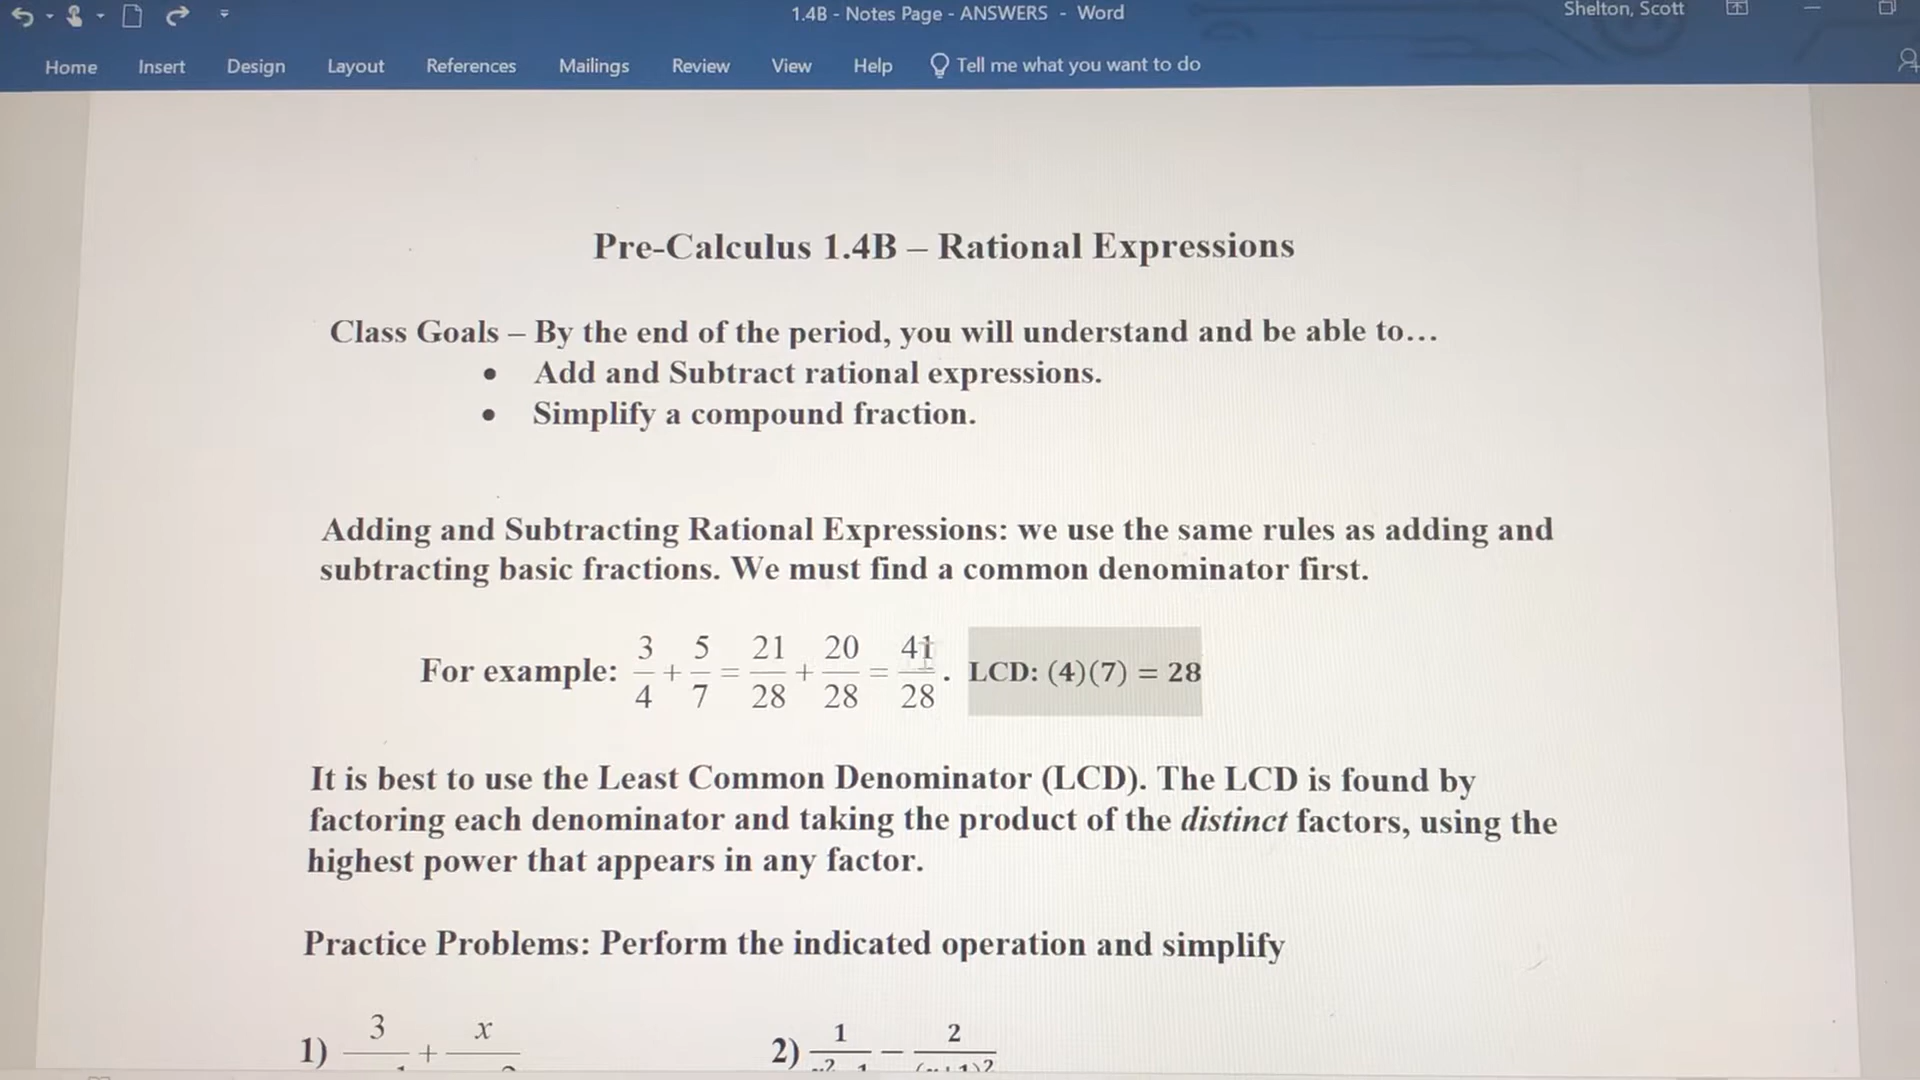 1.4B - Notes Page - ANSWERS - Word
Shelton, Scott
Home Insert Design Layout References Mailings Review View Help Tell me what you want to do
Pre-Calculus 1.4B – Rational Expressions
Class Goals – By the end of the period, you will understand and be able to…
• Add and Subtract rational expressions.
• Simplify a compound fraction.
Adding and Subtracting Rational Expressions: we use the same rules as adding and
subtracting basic fractions. We must find a common denominator first.
For example: 3/4 + 5/7 = 21/28 + 20/28 = 41/28 . LCD: (4)(7) = 28
It is best to use the Least Common Denominator (LCD). The LCD is found by
factoring each denominator and taking the product of the distinct factors, using the
highest power that appears in any factor.
Practice Problems: Perform the indicated operation and simplify
1) 3 + x
2) 1 − 2